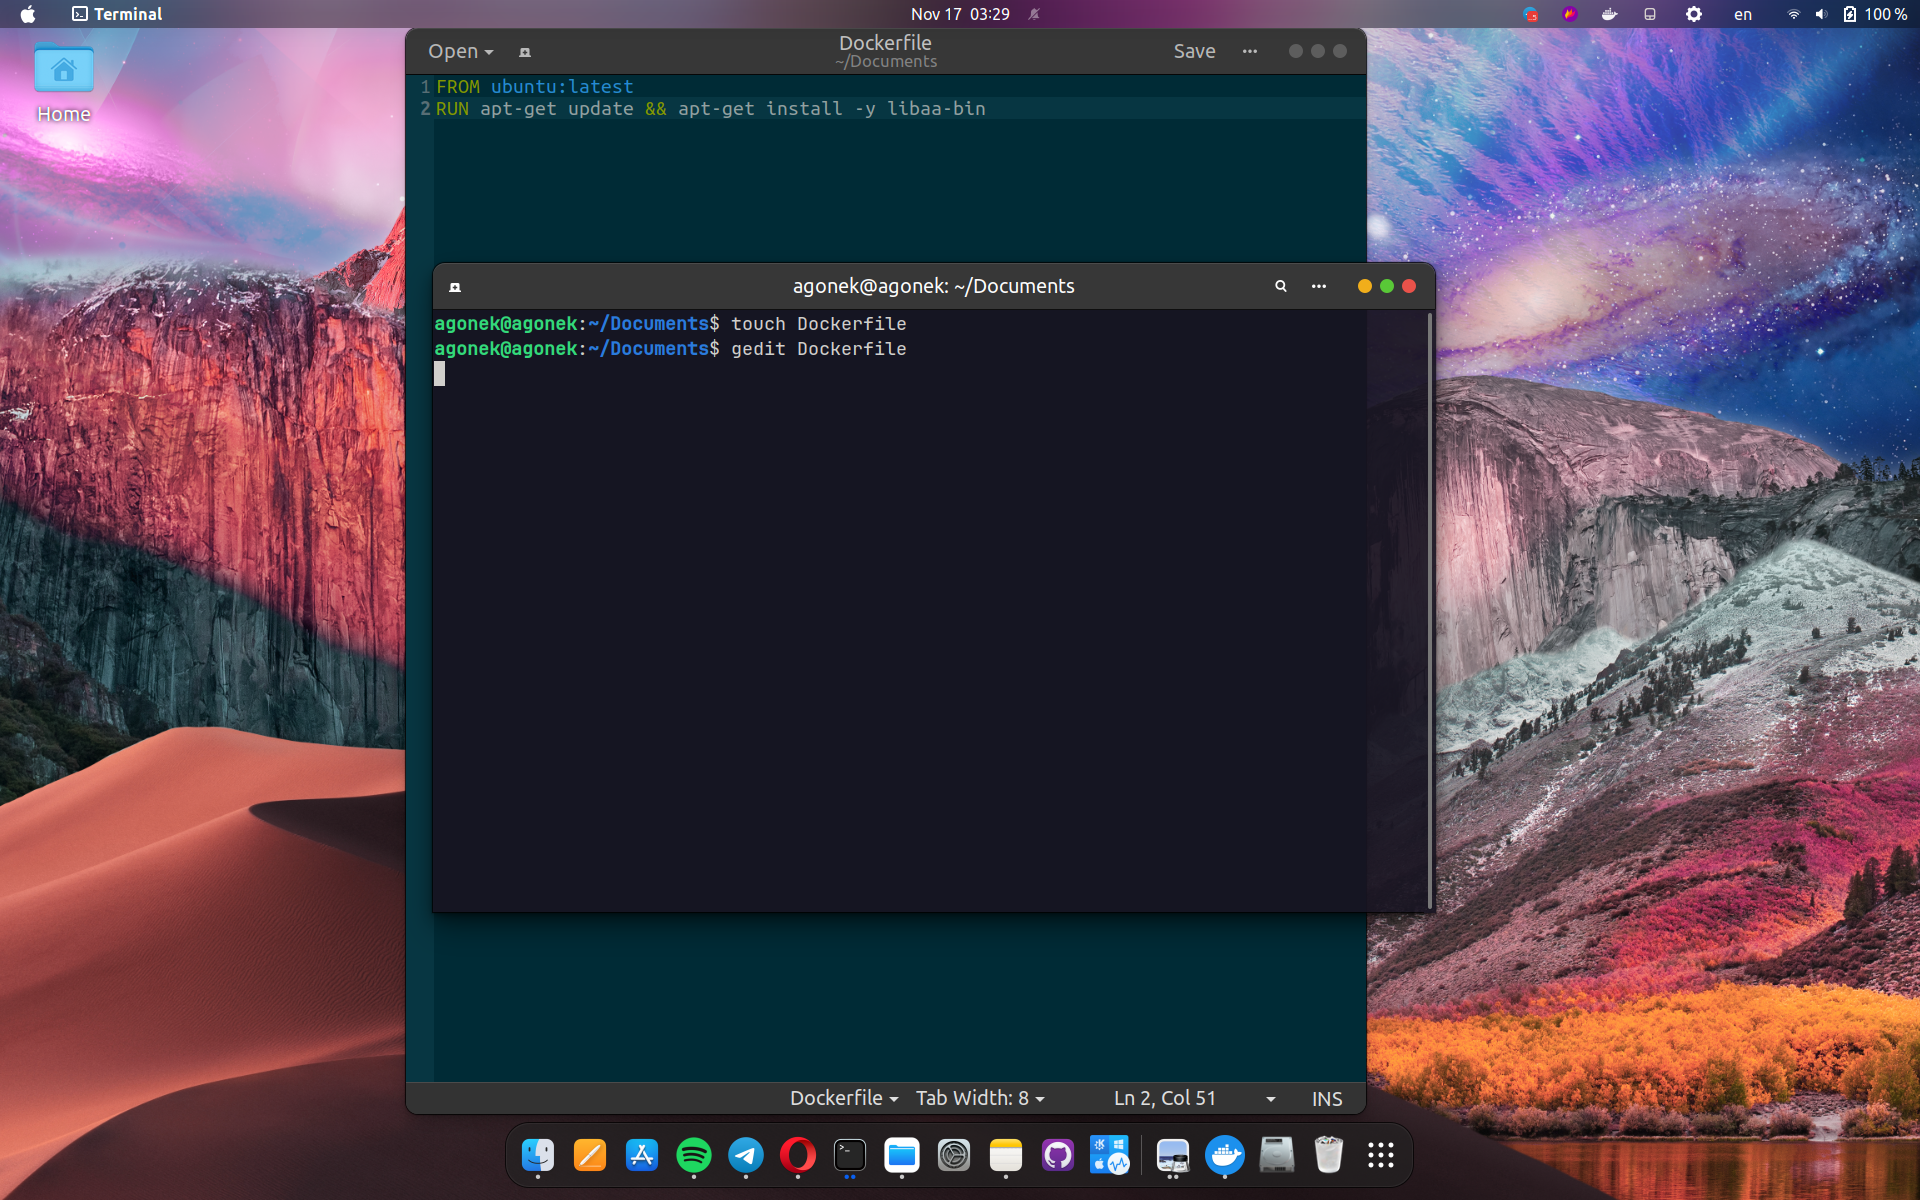 Terminal
Nov 17 03:29
en
100 %
Home
Open
Dockerfile
~/Documents
Save
1 FROM ubuntu:latest
2 RUN apt-get update && apt-get install -y libaa-bin
agonek@agonek: ~/Documents
agonek@agonek:~/Documents$ touch Dockerfile
agonek@agonek:~/Documents$ gedit Dockerfile
Dockerfile
Tab Width: 8
Ln 2, Col 51
INS